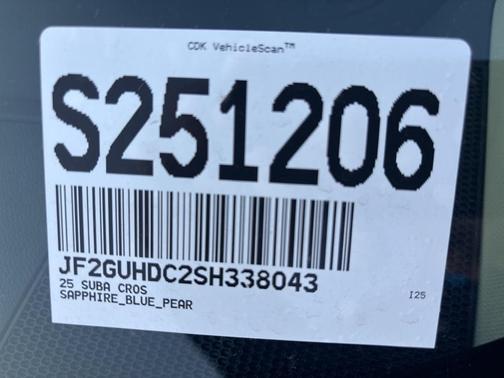 CDK VehicleScan™
S251206
JF2GUHDC2SH338043
25 SUBA CROS
SAPPHIRE_BLUE_PEAR
I25